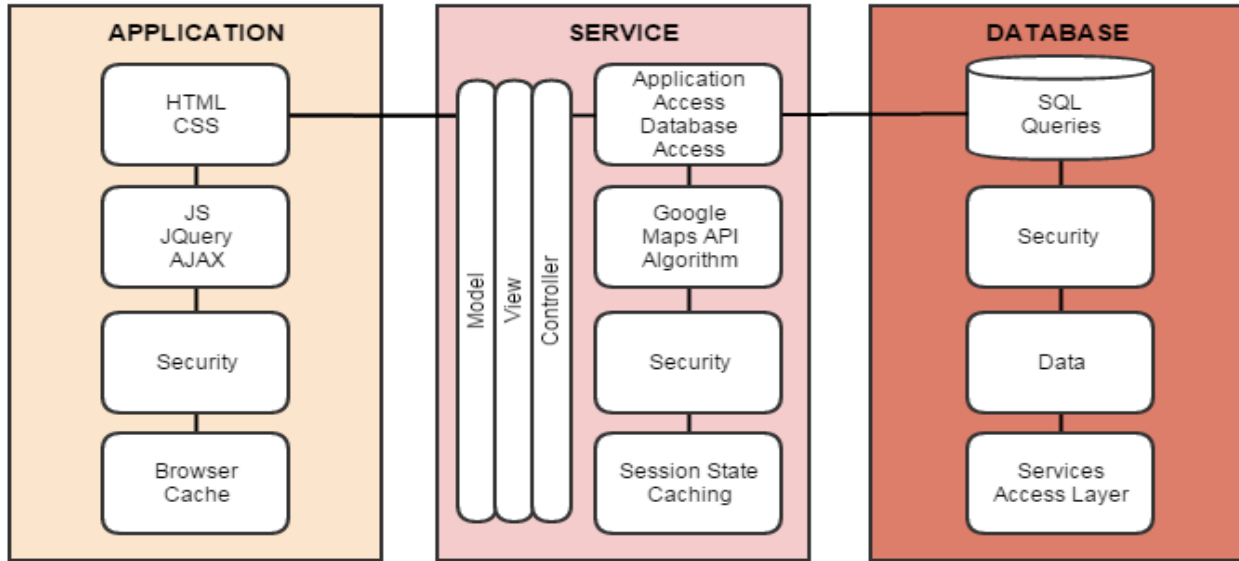 APPLICATION
HTML
CSS
JS
JQuery
AJAX
Security
Browser
Cache
SERVICE
Model
View
Controller
Application
Access
Database
Access
Google
Maps API
Algorithm
Security
Session State
Caching
DATABASE
SQL
Queries
Security
Data
Services
Access Layer